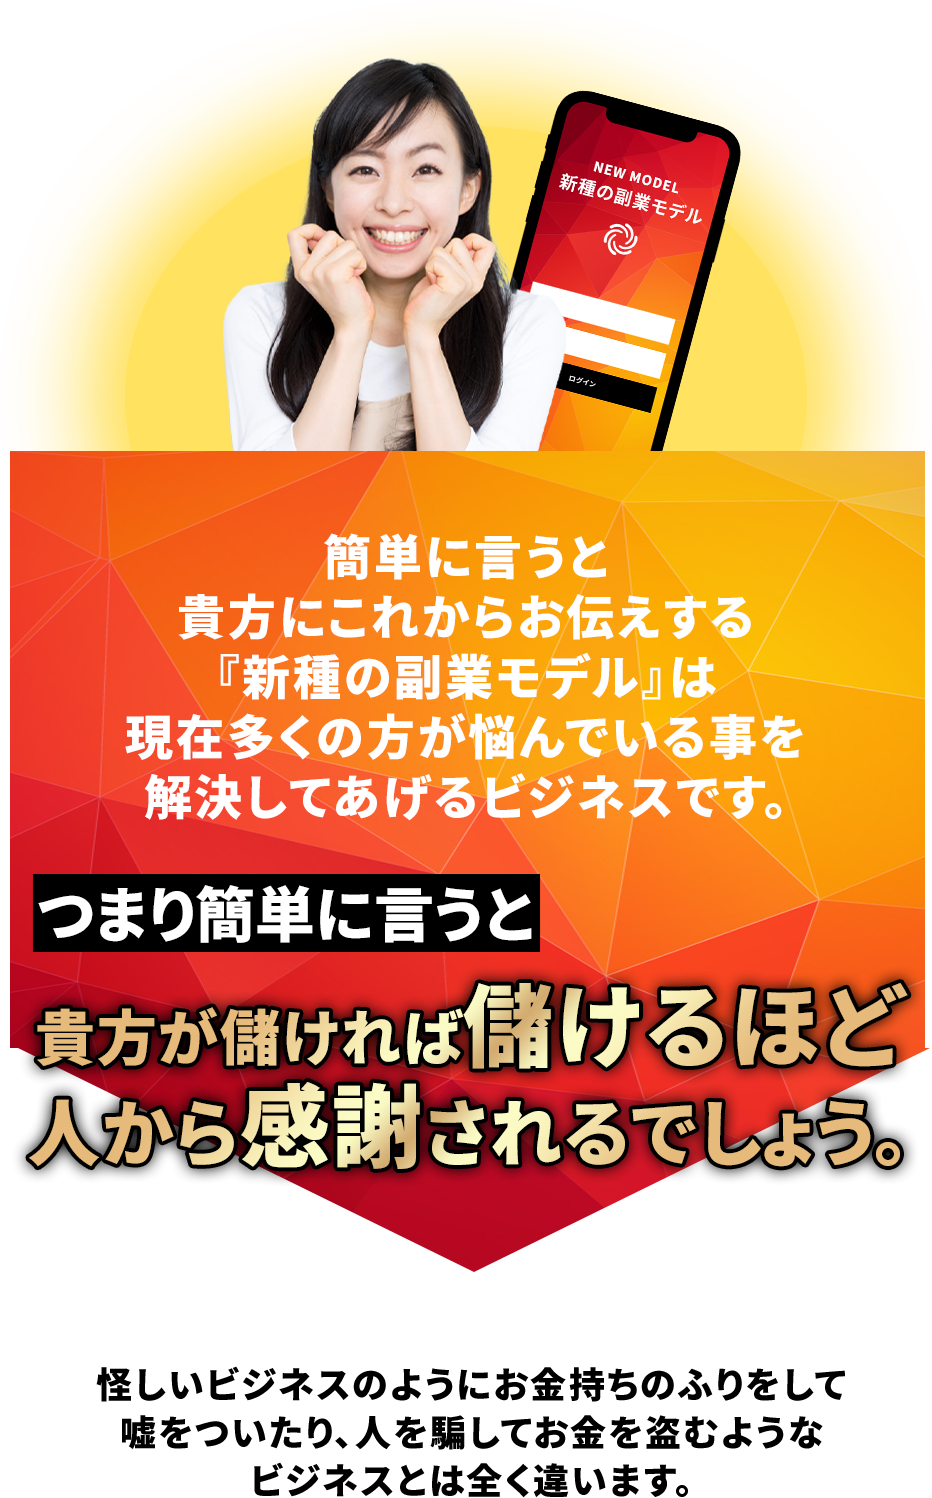 NEW MODEL
新種の副業モデル
ログイン
簡単に言うと
貴方にこれからお伝えする
『新種の副業モデル』は
現在多くの方が悩んでいる事を
解決してあげるビジネスです。
つまり簡単に言うと
貴方が儲ければ儲けるほど
人から感謝されるでしょう。
怪しいビジネスのようにお金持ちのふりをして
嘘をついたり、人を騙してお金を盗むような
ビジネスとは全く違います。